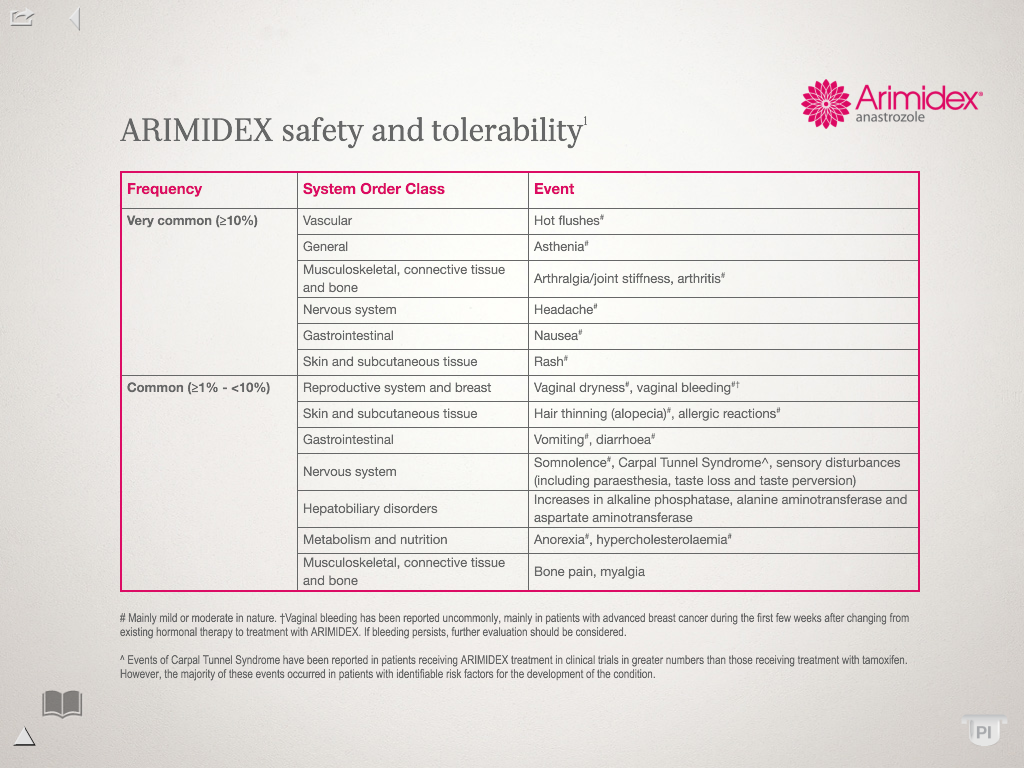 Arimidex®
anastrozole
ARIMIDEX safety and tolerability¹
Frequency System Order Class Event
Very common (≥10%) Vascular Hot flushes#
General Asthenia#
Musculoskeletal, connective tissue
and bone Arthralgia/joint stiffness, arthritis#
Nervous system Headache#
Gastrointestinal Nausea#
Skin and subcutaneous tissue Rash#
Common (≥1% - <10%) Reproductive system and breast Vaginal dryness#, vaginal bleeding#†
Skin and subcutaneous tissue Hair thinning (alopecia)#, allergic reactions#
Gastrointestinal Vomiting#, diarrhoea#
Nervous system Somnolence#, Carpal Tunnel Syndrome^, sensory disturbances
(including paraesthesia, taste loss and taste perversion)
Hepatobiliary disorders Increases in alkaline phosphatase, alanine aminotransferase and
aspartate aminotransferase
Metabolism and nutrition Anorexia#, hypercholesterolaemia#
Musculoskeletal, connective tissue
and bone Bone pain, myalgia
# Mainly mild or moderate in nature. †Vaginal bleeding has been reported uncommonly, mainly in patients with advanced breast cancer during the first few weeks after changing from
existing hormonal therapy to treatment with ARIMIDEX. If bleeding persists, further evaluation should be considered.
^ Events of Carpal Tunnel Syndrome have been reported in patients receiving ARIMIDEX treatment in clinical trials in greater numbers than those receiving treatment with tamoxifen.
However, the majority of these events occurred in patients with identifiable risk factors for the development of the condition.
PI